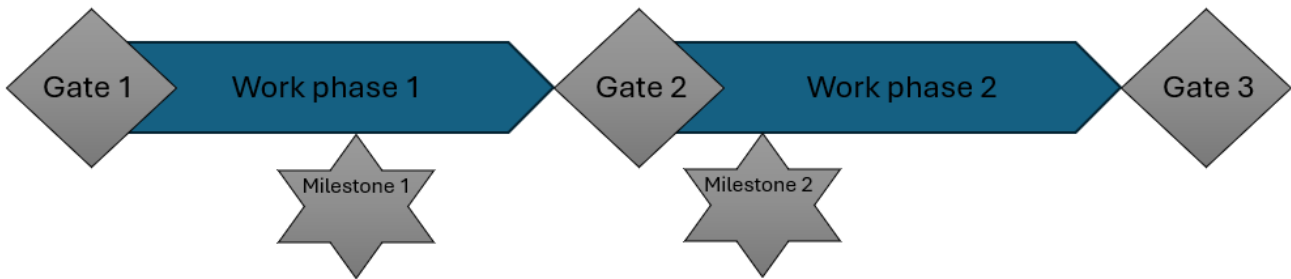 Gate 1
Work phase 1
Gate 2
Work phase 2
Gate 3
Milestone 1
Milestone 2